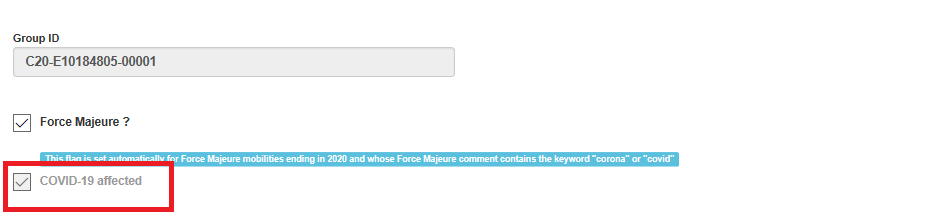 Group ID
C20-E10184805-00001
Force Majeure ?
This flag is set automatically for Force Majeure mobilities ending in 2020 and whose Force Majeure comment contains the keyword "corona" or "covid"
COVID-19 affected